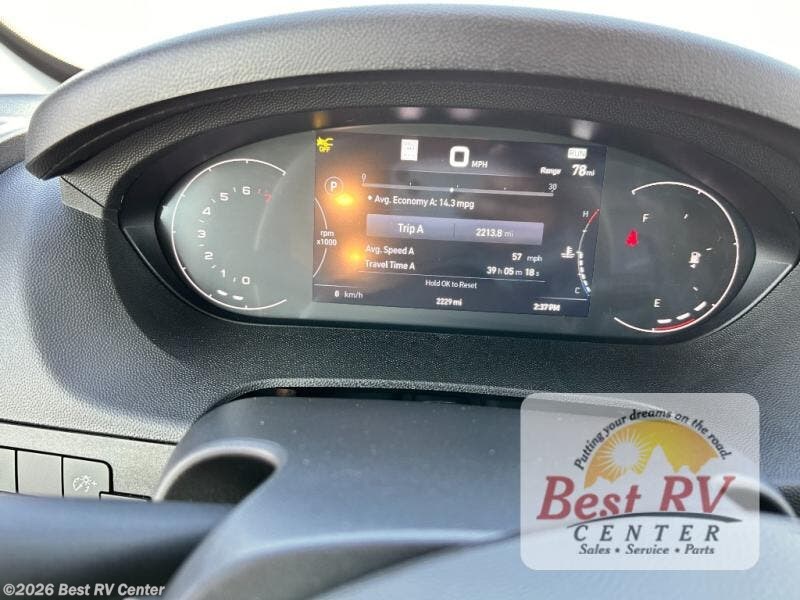 OFF
0 MPH
RUN
Range 78mi
P
0 30
Avg. Economy A: 14.3 mpg
Trip A 2213.8 mi
Avg. Speed A 57 mph
Travel Time A 39 h 05 m 18 s
Hold OK to Reset
0 km/h 2229 mi 2:37 PM
rpm
x1000
0 1 2 3 4 5 6 7
H
C
F
E
Putting your dreams on the road.
Best RV
CENTER
Sales • Service • Parts
©2026 Best RV Center